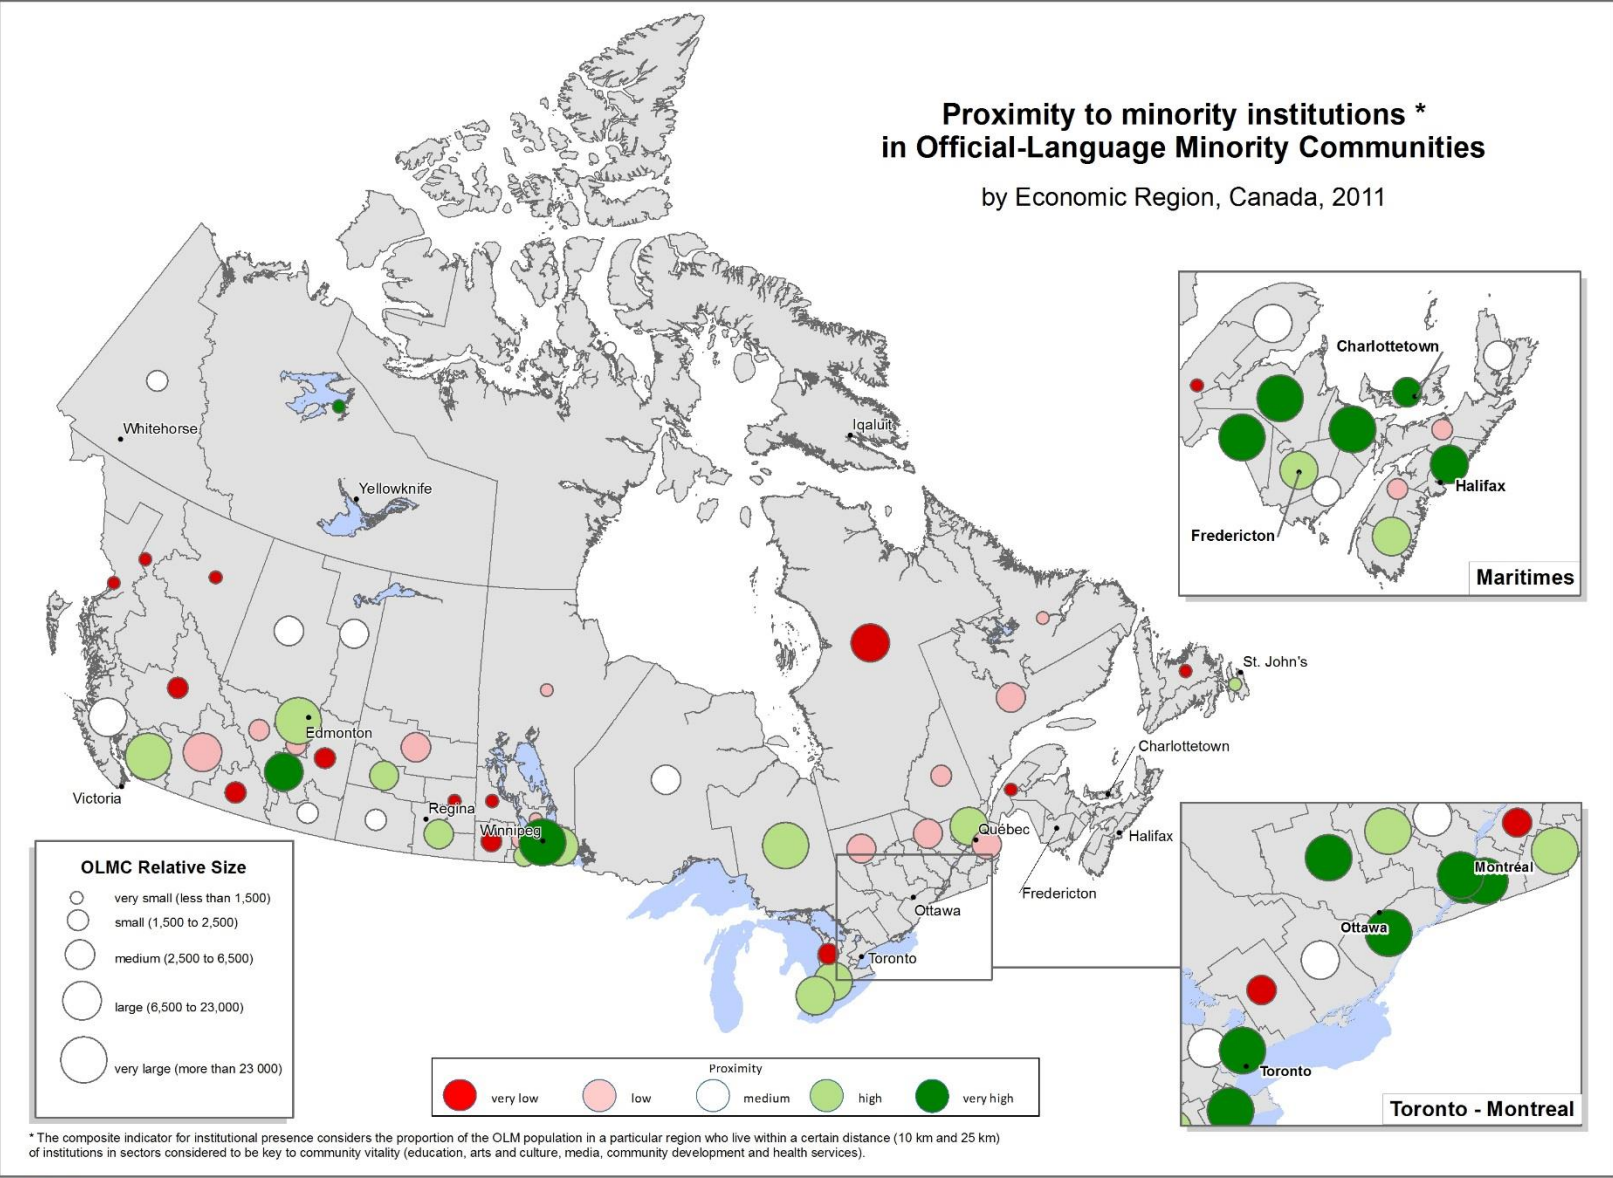 Proximity to minority institutions *
in Official-Language Minority Communities
by Economic Region, Canada, 2011
Charlottetown
Halifax
Fredericton
Maritimes
Whitehorse
Yellowknife
Iqaluit
St. John's
Edmonton
Charlottetown
Victoria
Regina
Winnipeg
Québec
Halifax
Fredericton
Ottawa
Toronto
Montréal
Ottawa
Toronto
Toronto - Montreal
OLMC Relative Size
very small (less than 1,500)
small (1,500 to 2,500)
medium (2,500 to 6,500)
large (6,500 to 23,000)
very large (more than 23 000)
Proximity
very low low medium high very high
* The composite indicator for institutional presence considers the proportion of the OLM population in a particular region who live within a certain distance (10 km and 25 km)
of institutions in sectors considered to be key to community vitality (education, arts and culture, media, community development and health services).